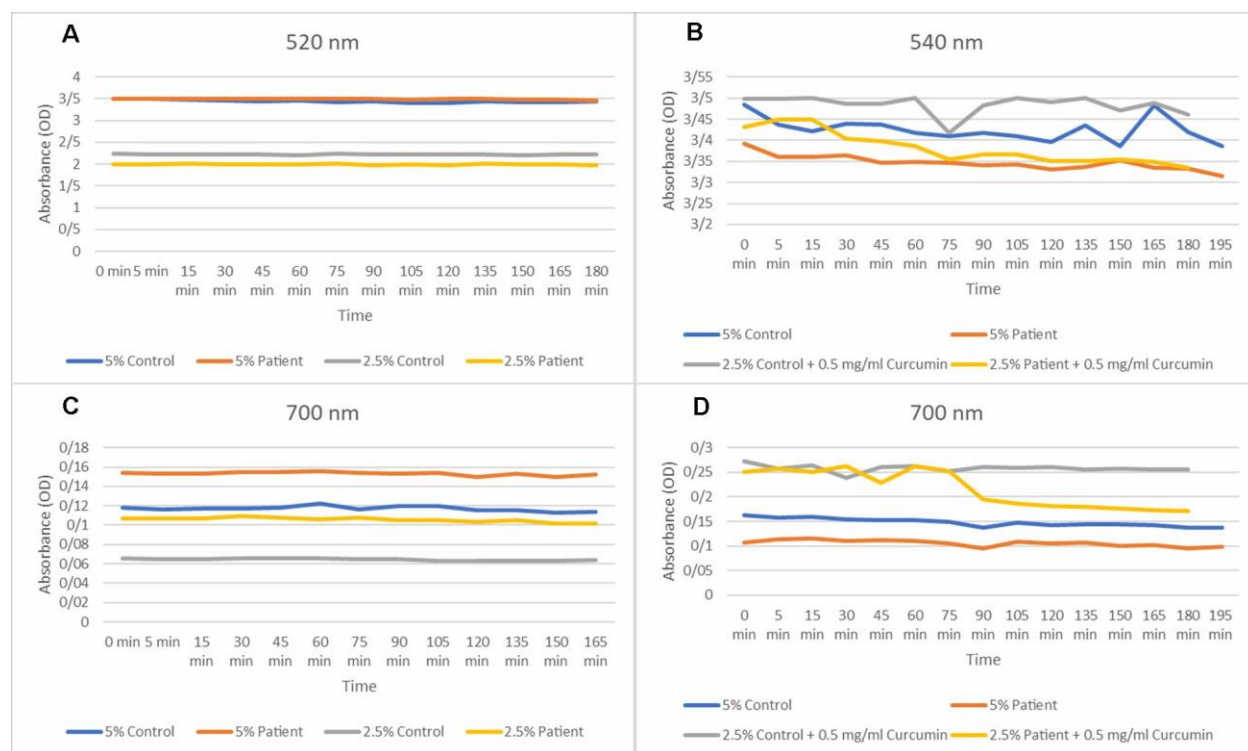 A
520 nm
Absorbance (OD)
4
3/5
3
2/5
2
1/5
1
0/5
0
0 min 5 min 15 min 30 min 45 min 60 min 75 min 90 min 105 min 120 min 135 min 150 min 165 min 180 min
Time
5% Control 5% Patient 2.5% Control 2.5% Patient
B
540 nm
Absorbance (OD)
3/55
3/5
3/45
3/4
3/35
3/3
3/25
3/2
0 min 5 min 15 min 30 min 45 min 60 min 75 min 90 min 105 min 120 min 135 min 150 min 165 min 180 min 195 min
Time
5% Control 5% Patient
2.5% Control + 0.5 mg/ml Curcumin 2.5% Patient + 0.5 mg/ml Curcumin
C
700 nm
Absorbance (OD)
0/18
0/16
0/14
0/12
0/1
0/08
0/06
0/04
0/02
0
0 min 5 min 15 min 30 min 45 min 60 min 75 min 90 min 105 min 120 min 135 min 150 min 165 min
Time
5% Control 5% Patient 2.5% Control 2.5% Patient
D
700 nm
Absorbance (OD)
0/3
0/25
0/2
0/15
0/1
0/05
0
0 min 5 min 15 min 30 min 45 min 60 min 75 min 90 min 105 min 120 min 135 min 150 min 165 min 180 min 195 min
Time
5% Control 5% Patient
2.5% Control + 0.5 mg/ml Curcumin 2.5% Patient + 0.5 mg/ml Curcumin